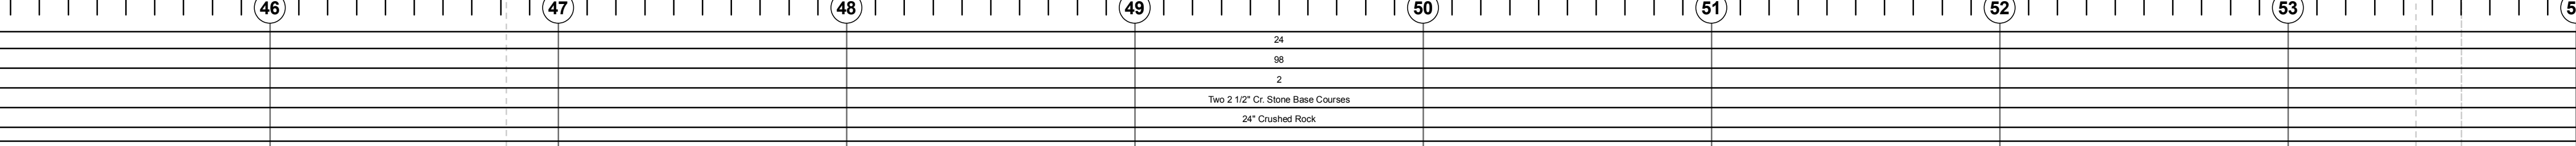 46 47 48 49 50 51 52 53 5
24
98
2
Two 2 1/2" Cr. Stone Base Courses
24" Crushed Rock